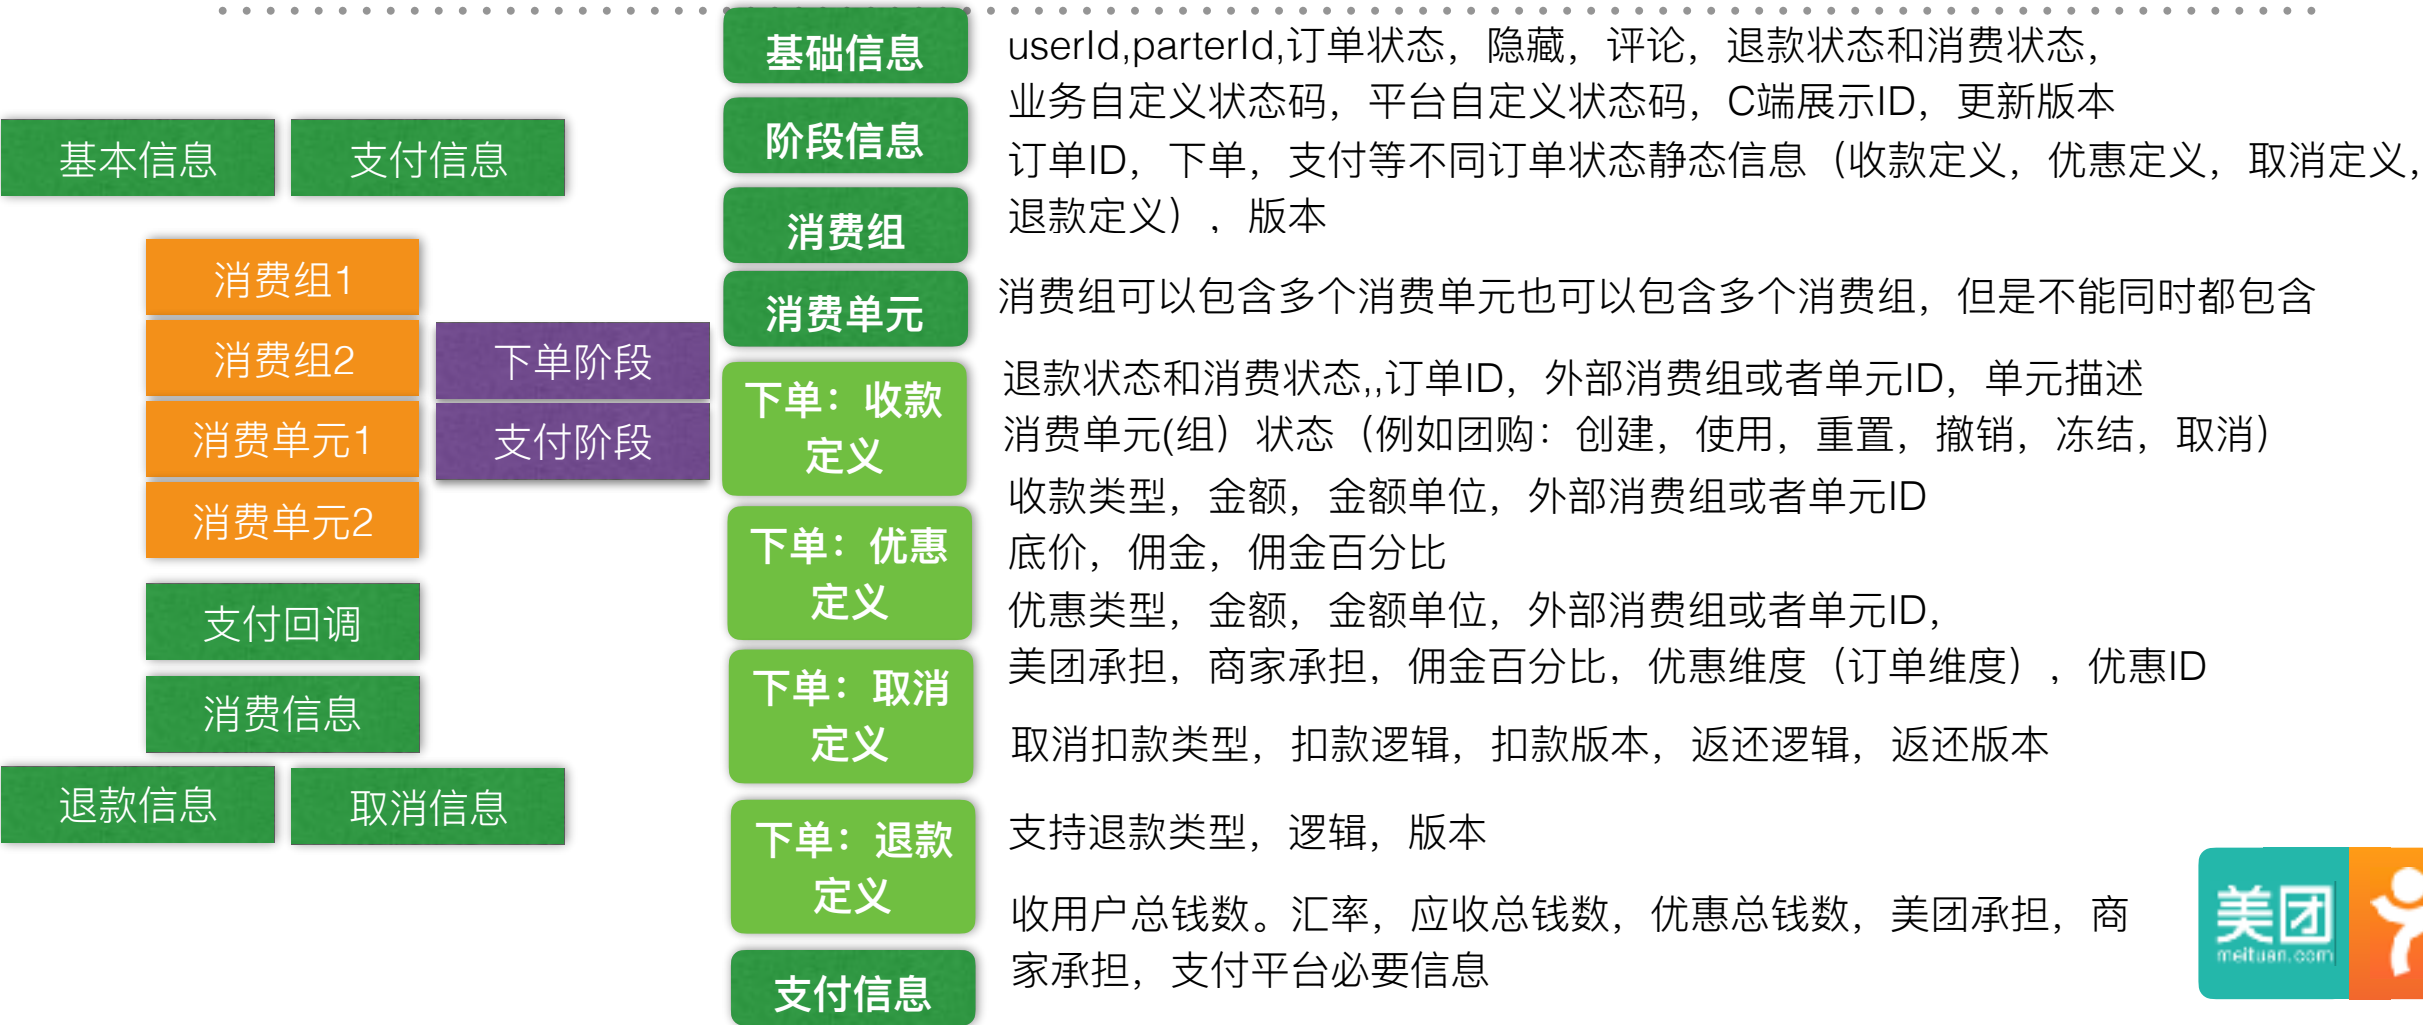 基本信息
支付信息
消费组1
消费组2
消费单元1
消费单元2
下单阶段
支付阶段
支付回调
消费信息
退款信息
取消信息
基础信息
阶段信息
消费组
消费单元
下单：收款
定义
下单：优惠
定义
下单：取消
定义
下单：退款
定义
支付信息
userId,parterId,订单状态，隐藏，评论，退款状态和消费状态，
业务自定义状态码，平台自定义状态码，C端展示ID，更新版本
订单ID，下单，支付等不同订单状态静态信息（收款定义，优惠定义，取消定义，
退款定义），版本
消费组可以包含多个消费单元也可以包含多个消费组，但是不能同时都包含
退款状态和消费状态,,订单ID，外部消费组或者单元ID，单元描述
消费单元(组）状态（例如团购：创建，使用，重置，撤销，冻结，取消）
收款类型，金额，金额单位，外部消费组或者单元ID
底价，佣金，佣金百分比
优惠类型，金额，金额单位，外部消费组或者单元ID，
美团承担，商家承担，佣金百分比，优惠维度（订单维度），优惠ID
取消扣款类型，扣款逻辑，扣款版本，返还逻辑，返还版本
支持退款类型，逻辑，版本
收用户总钱数。汇率，应收总钱数，优惠总钱数，美团承担，商
家承担，支付平台必要信息
美团
meituan.com